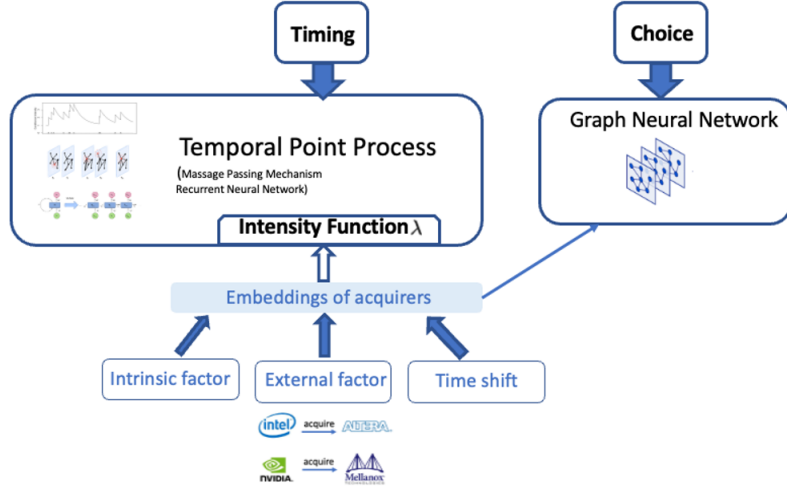 Timing
Choice
Temporal Point Process
(Massage Passing Mechanism
Recurrent Neural Network)
Graph Neural Network
Intensity Function λ
Embeddings of acquirers
Intrinsic factor
External factor
Time shift
intel acquire ALTERA
NVIDIA acquire Mellanox
TECHNOLOGIES